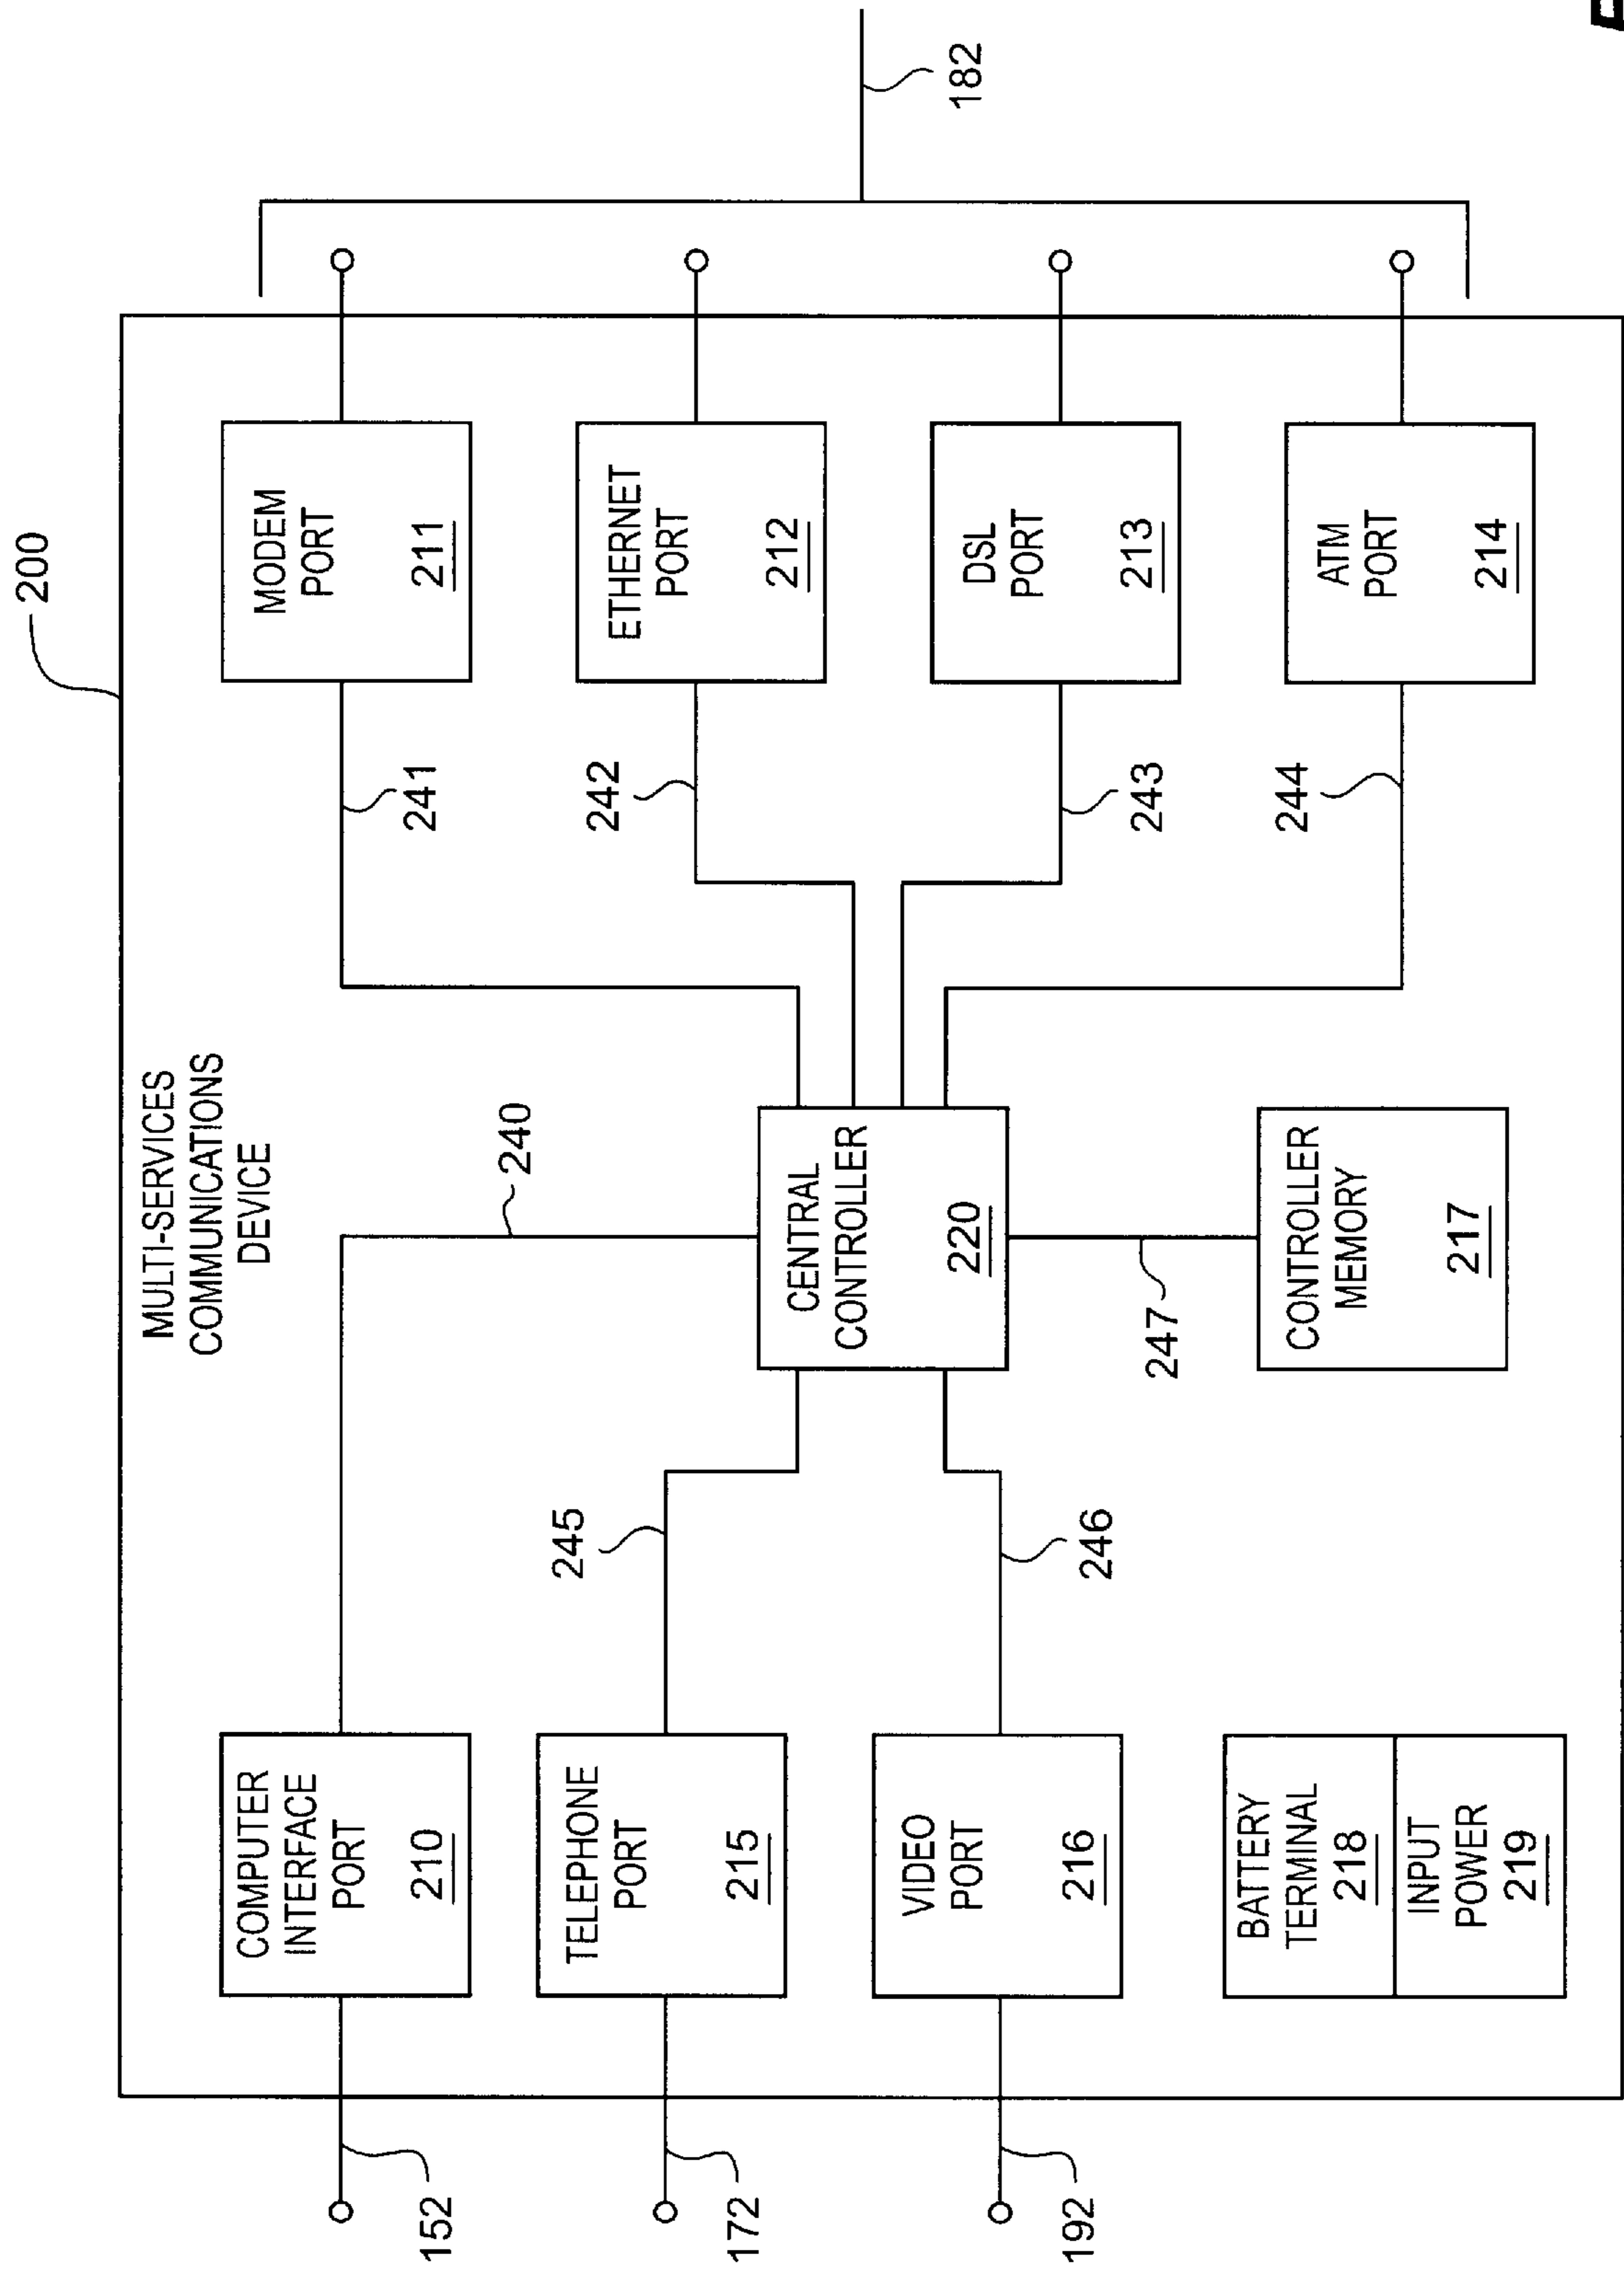 200
MULTI-SERVICES
COMMUNICATIONS
DEVICE
COMPUTER
INTERFACE
PORT
210
152
240
241
MODEM
PORT
211
TELEPHONE
PORT
215
172
245
242
ETHERNET
PORT
212
CENTRAL
CONTROLLER
220
VIDEO
PORT
216
192
246
243
DSL
PORT
213
182
247
CONTROLLER
MEMORY
217
244
ATM
PORT
214
BATTERY
TERMINAL
218
INPUT
POWER
219